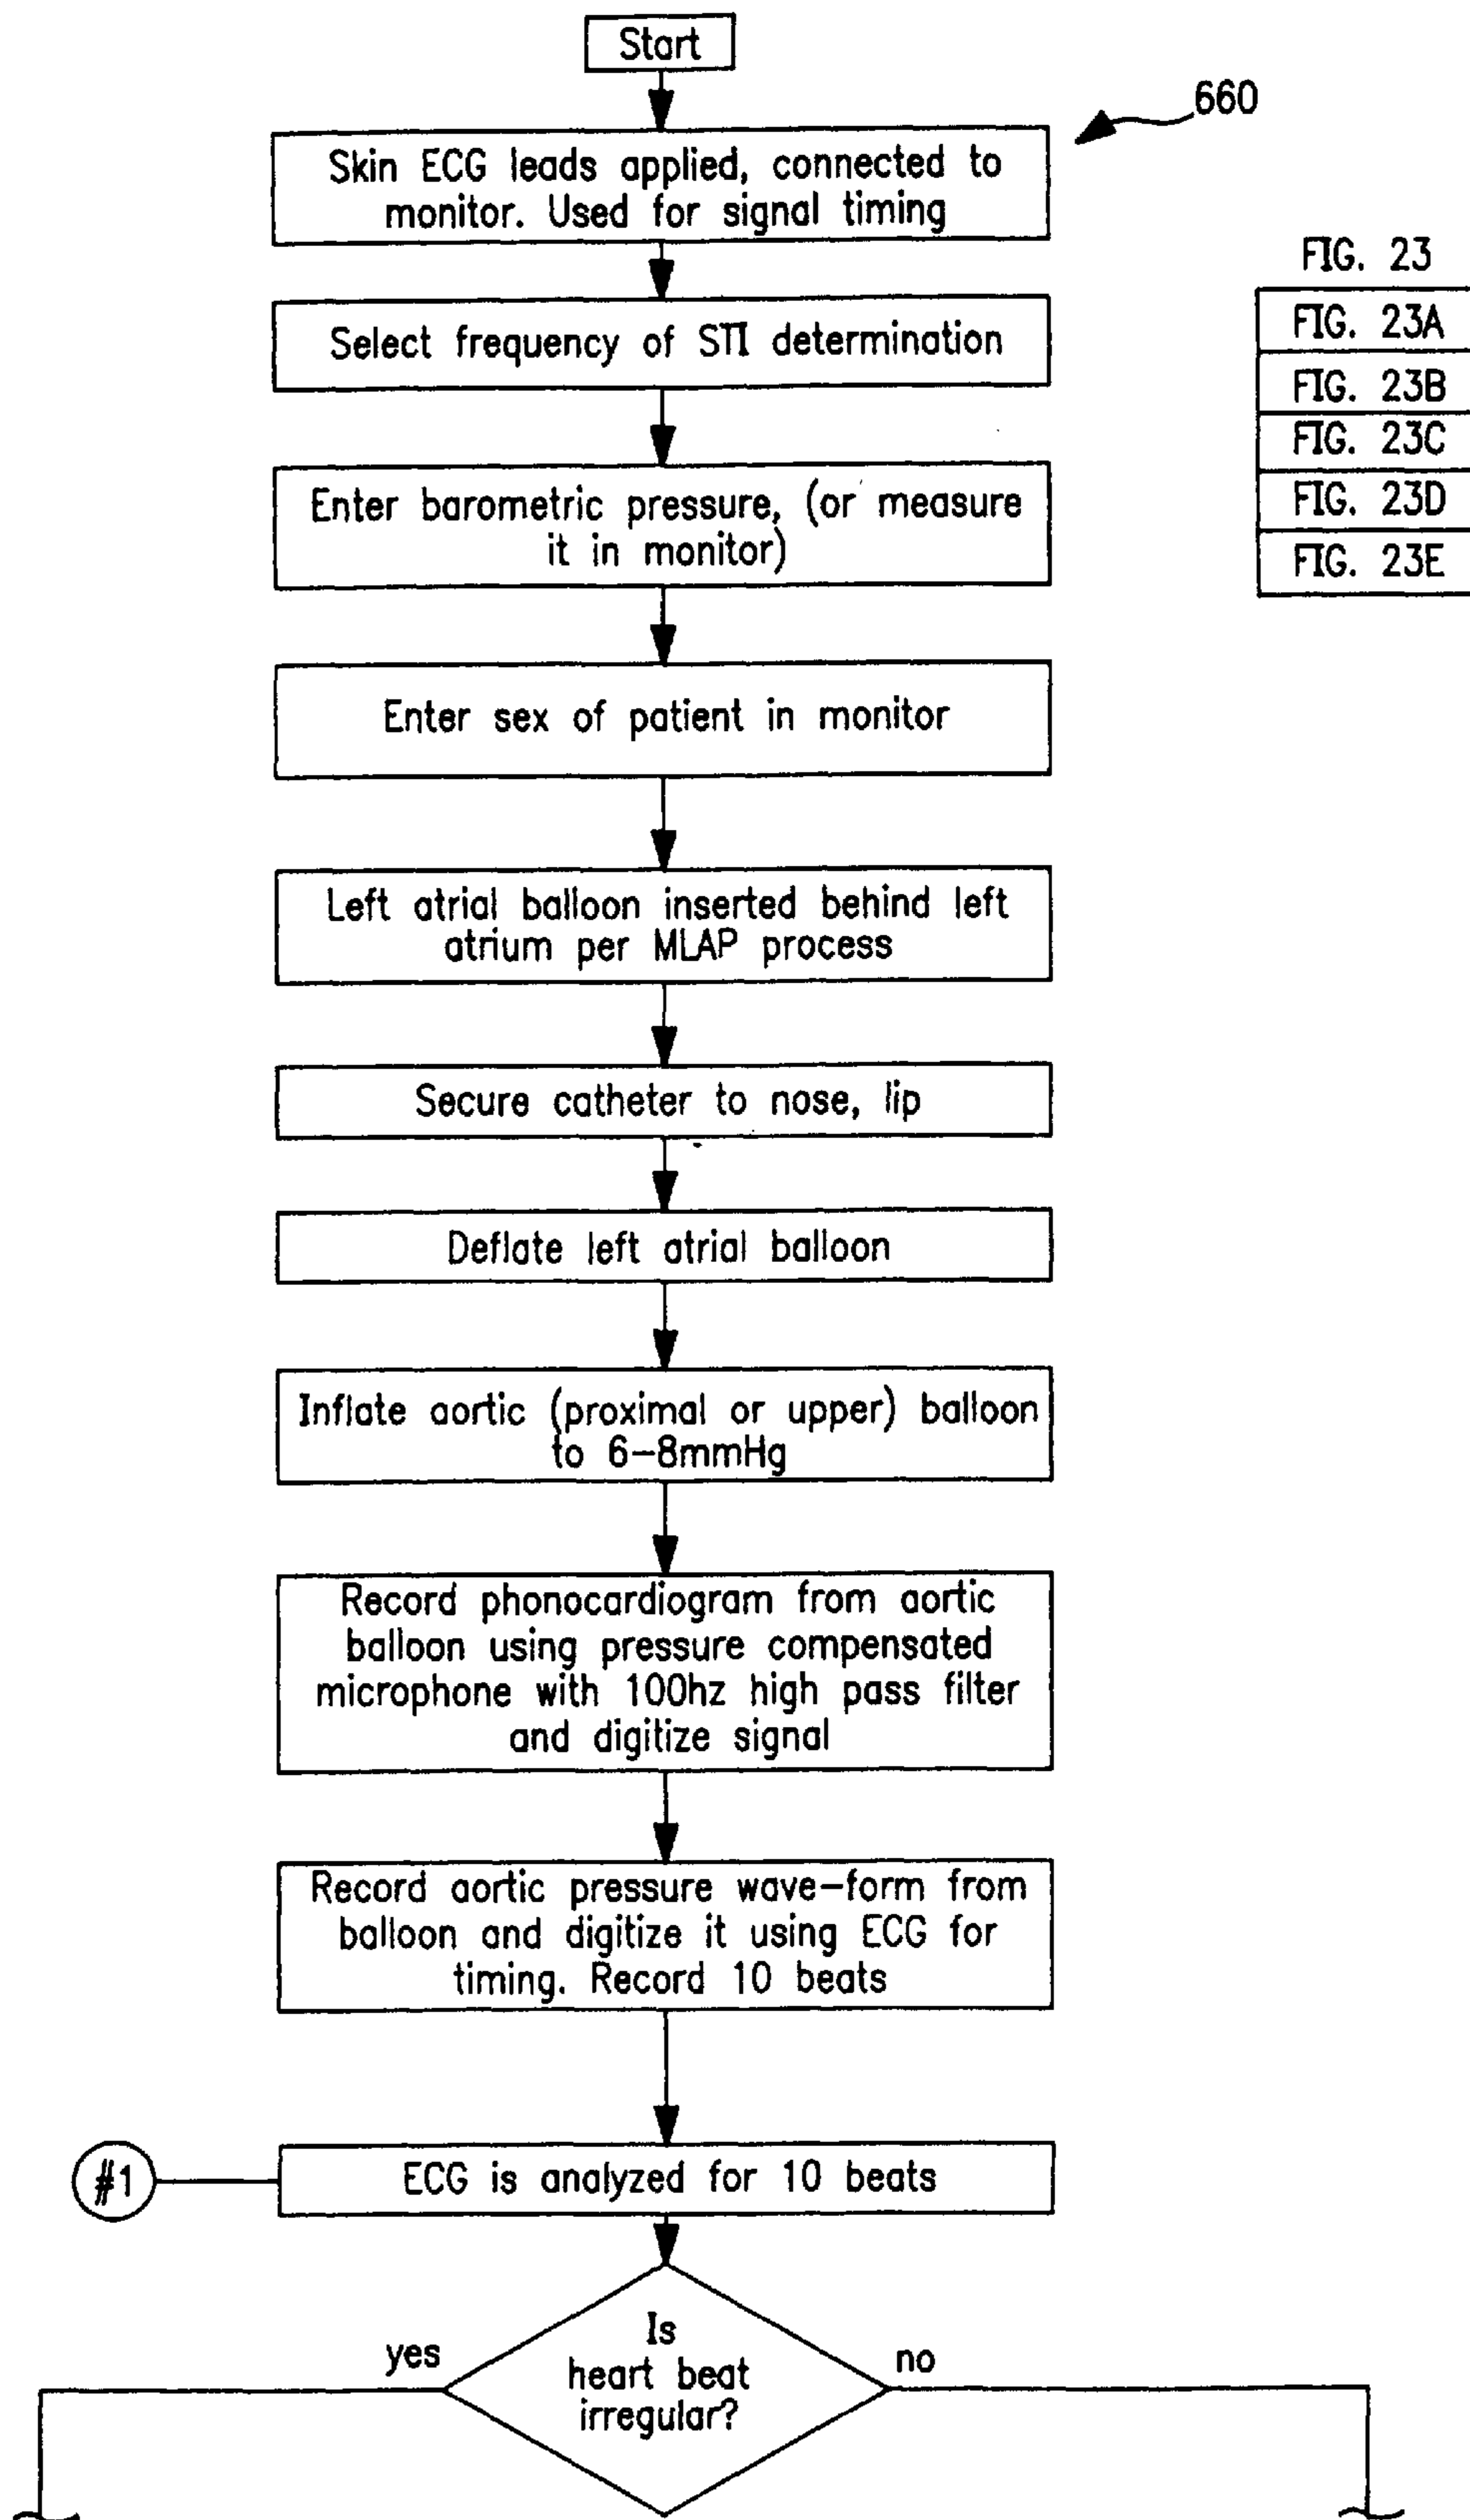 Start
660
Skin ECG leads applied, connected to
monitor. Used for signal timing
FIG. 23
FIG. 23A
FIG. 23B
FIG. 23C
FIG. 23D
FIG. 23E
Select frequency of STI determination
Enter barometric pressure, (or measure
it in monitor)
Enter sex of patient in monitor
Left atrial balloon inserted behind left
atrium per MLAP process
Secure catheter to nose, lip
Deflate left atrial balloon
Inflate aortic (proximal or upper) balloon
to 6-8mmHg
Record phonocardiogram from aortic
balloon using pressure compensated
microphone with 100hz high pass filter
and digitize signal
Record aortic pressure wave-form from
balloon and digitize it using ECG for
timing. Record 10 beats
#1
ECG is analyzed for 10 beats
Is
heart beat
irregular?
yes
no